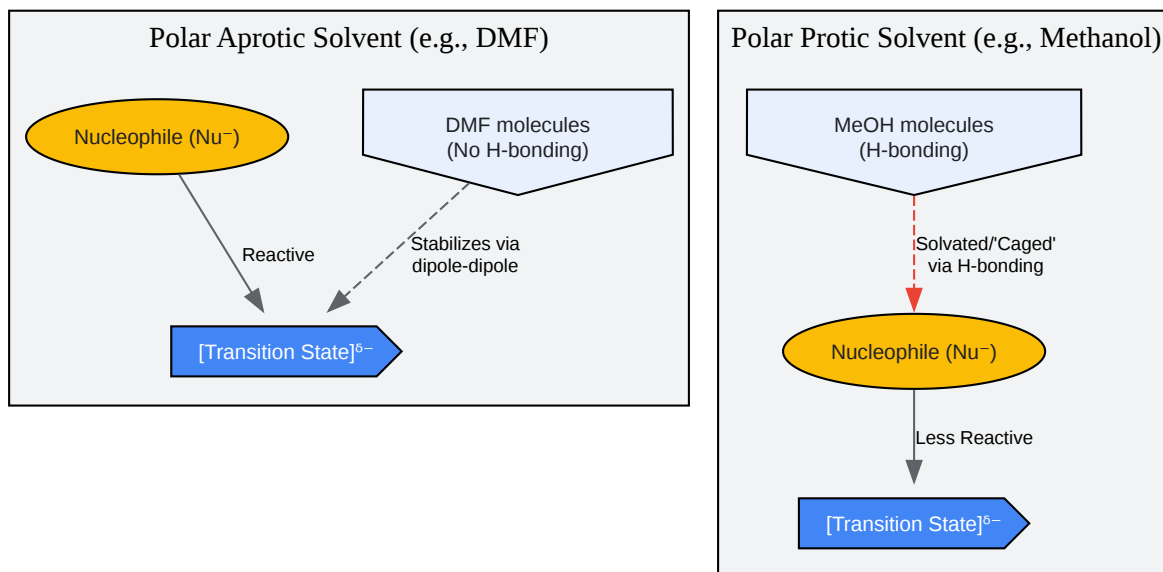 Polar Aprotic Solvent (e.g., DMF)
Nucleophile (Nu⁻)
DMF molecules
(No H-bonding)
Reactive
Stabilizes via
dipole-dipole
[Transition State]ᵟ⁻
Polar Protic Solvent (e.g., Methanol)
MeOH molecules
(H-bonding)
Solvated/'Caged'
via H-bonding
Nucleophile (Nu⁻)
Less Reactive
[Transition State]ᵟ⁻